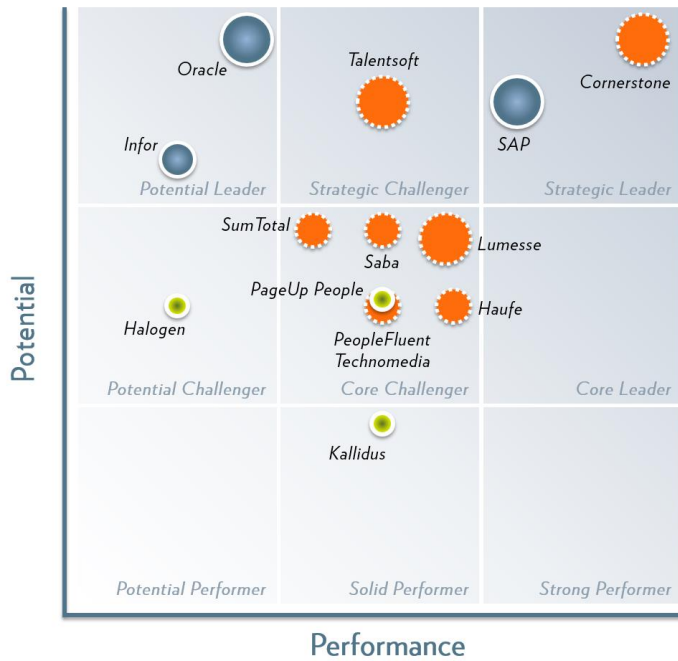 Talentsoft
Oracle
Cornerstone
Infor
SAP
Potential Leader
Strategic Challenger
Strategic Leader
SumTotal
Lumesse
Saba
PageUp People
Haufe
Halogen
PeopleFluent
Technomedia
Potential Challenger
Core Challenger
Core Leader
Kallidus
Potential Performer
Solid Performer
Strong Performer
Potential
Performance